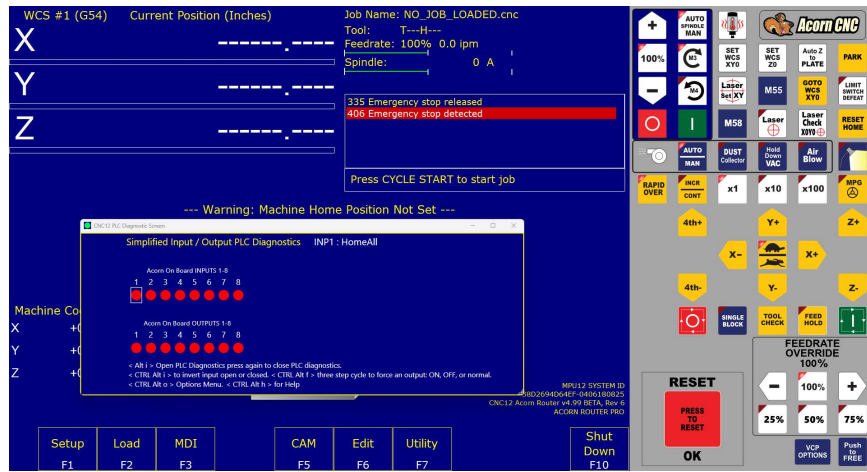 WCS #1 (G54) Current Position (Inches)
X ------.----
Y ------.----
Z ------.----
Job Name: NO_JOB_LOADED.cnc
Tool: T---H---
Feedrate: 100% 0.0 ipm
Spindle: 0 A
335 Emergency stop released
406 Emergency stop detected
Press CYCLE START to start job
--- Warning: Machine Home Position Not Set ---
CNC12 PLC Diagnostic Screen
Simplified Input / Output PLC Diagnostics INP1 : HomeAll
Acorn On Board INPUTS 1-8
1 2 3 4 5 6 7 8
Acorn On Board OUTPUTS 1-8
1 2 3 4 5 6 7 8
< Alt i > Open PLC Diagnostics press again to close PLC diagnostics.
< CTRL Alt i > to invert input open or closed. < CTRL Alt f > three step cycle to force an output: ON, OFF, or normal.
< CTRL Alt o > Options Menu. < CTRL Alt h > for Help
Machine Co
X +0
Y +0
Z +0
MPU12 SYSTEM ID
58D2694D64EF-0406180825
CNC12 Acorn Router v4.99 BETA, Rev 6
ACORN ROUTER PRO
Setup Load MDI CAM Edit Utility Shut Down
F1 F2 F3 F5 F6 F7 F10
+ AUTO SPINDLE MAN Acorn CNC
100% M3 SET WCS XY0 SET WCS Z0 Auto Z to PLATE PARK
− M4 Laser Set XY M55 GOTO WCS XY0 LIMIT SWITCH DEFEAT
M58 Laser Laser Check X0Y0 RESET HOME
AUTO MAN DUST Collector Hold Down VAC Air Blow
RAPID OVER INCR CONT x1 x10 x100 MPG
4th+ Y+ Z+
X- X+
4th- Y- Z-
SINGLE BLOCK TOOL CHECK FEED HOLD
FEEDRATE
OVERRIDE
100%
RESET
PRESS
TO
RESET
OK
− 100% +
25% 50% 75%
VCP OPTIONS Push to FREE